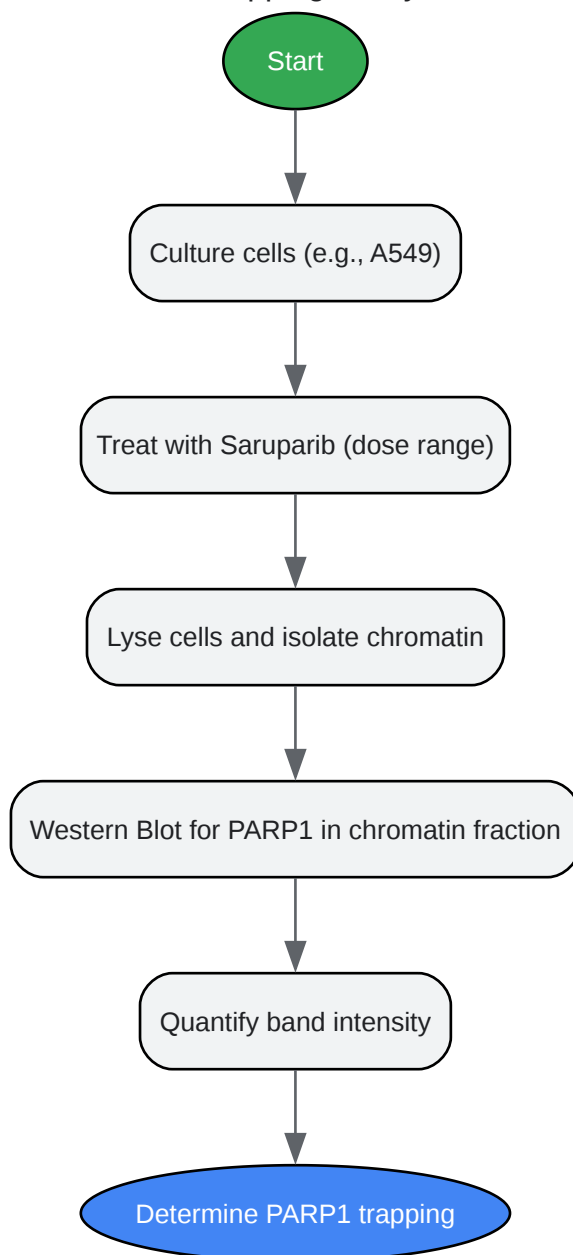 Start
Culture cells (e.g., A549)
Treat with Saruparib (dose range)
Lyse cells and isolate chromatin
Western Blot for PARP1 in chromatin fraction
Quantify band intensity
Determine PARP1 trapping